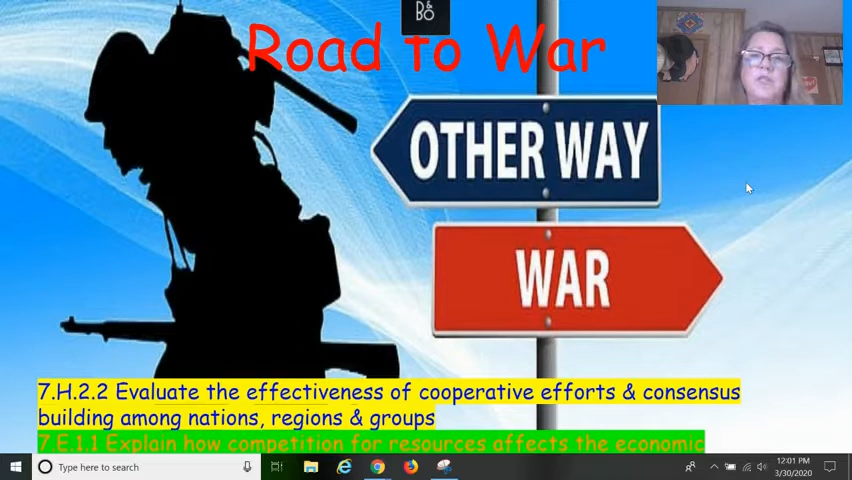 B&
BO
Road to War
OTHER WAY
WAR
7.H.2.2 Evaluate the effectiveness of cooperative efforts & consensus
building among nations, regions & groups
7 E.1.1 Explain how competition for resources affects the economic
Type here to search
12:01 PM
3/30/2020